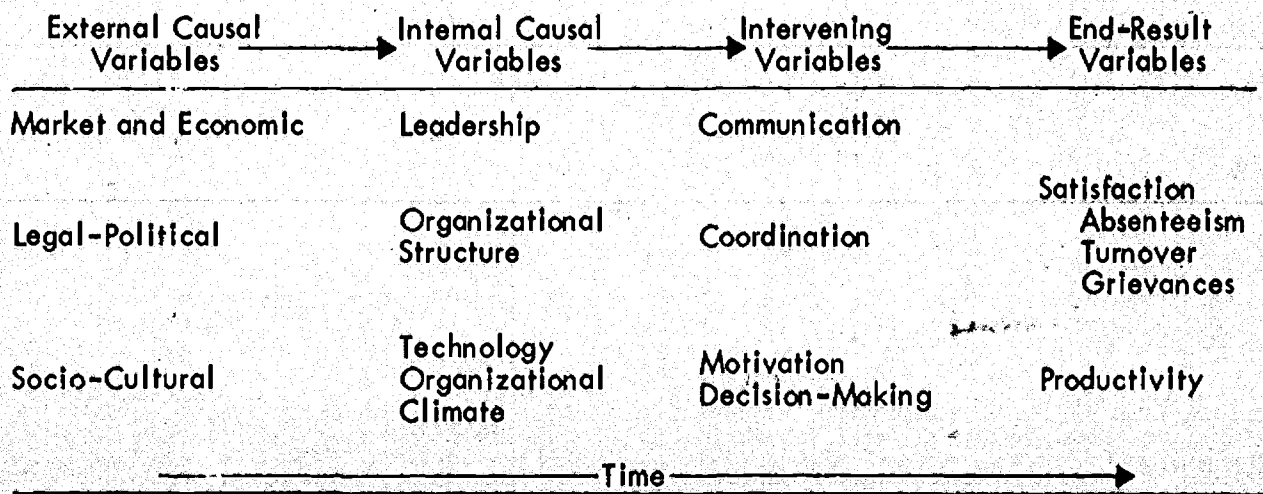 External Causal Variables
Internal Causal Variables
Intervening Variables
End-Result Variables
Market and Economic
Leadership
Communication
Legal-Political
Organizational
Structure
Coordination
Satisfaction
Absenteeism
Turnover
Grievances
Socio-Cultural
Technology
Organizational
Climate
Motivation
Decision-Making
Productivity
Time